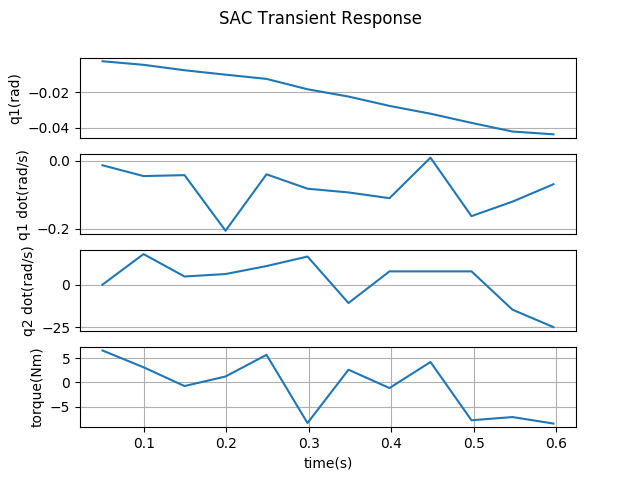 SAC Transient Response
q1(rad)
−0.02
−0.04
q1 dot(rad/s)
0.0
−0.2
q2 dot(rad/s)
0
−25
torque(Nm)
5
0
−5
0.1 0.2 0.3 0.4 0.5 0.6
time(s)